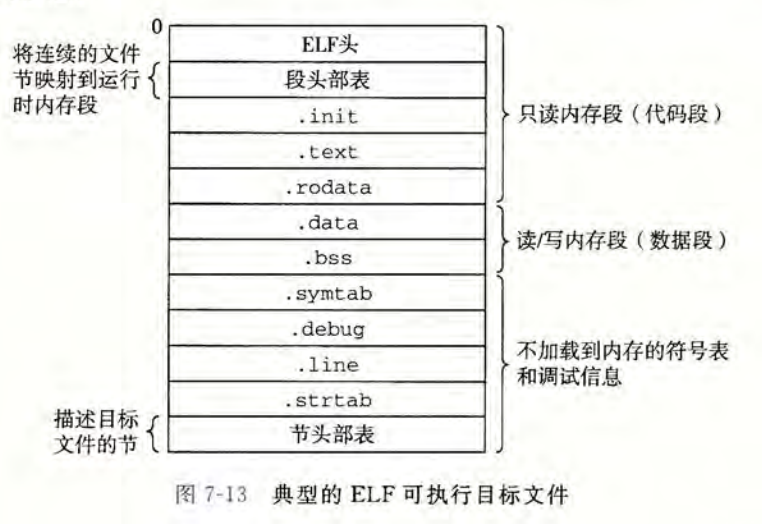 0
将连续的文件
节映射到运行
时内存段
ELF头
段头部表
.init
.text
.rodata
只读内存段（代码段）
.data
.bss
读/写内存段（数据段）
.symtab
.debug
.line
.strtab
不加载到内存的符号表
和调试信息
描述目标
文件的节
节头部表
图 7-13 典型的 ELF 可执行目标文件